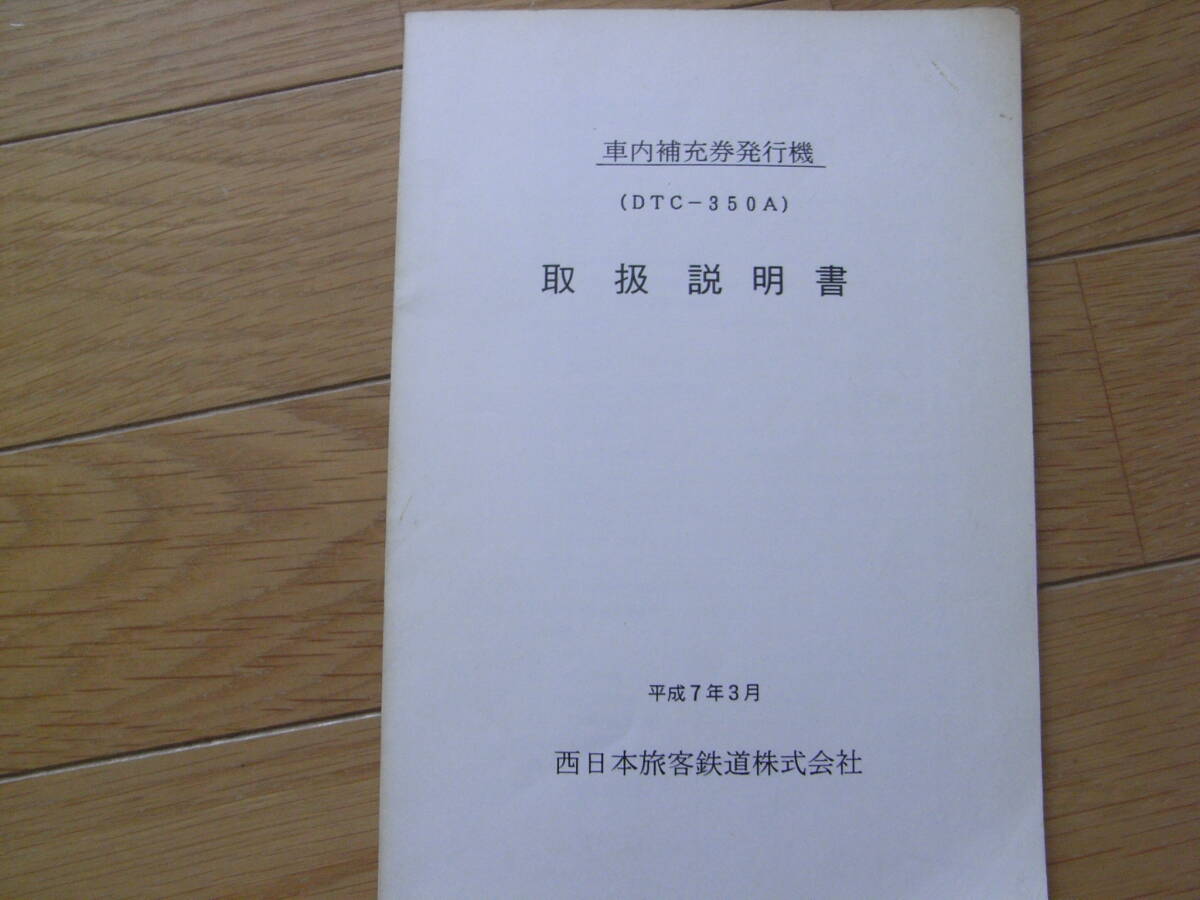 車内補充券発行機
(DTC-350A)
取扱説明書
平成7年3月
西日本旅客鉄道株式会社